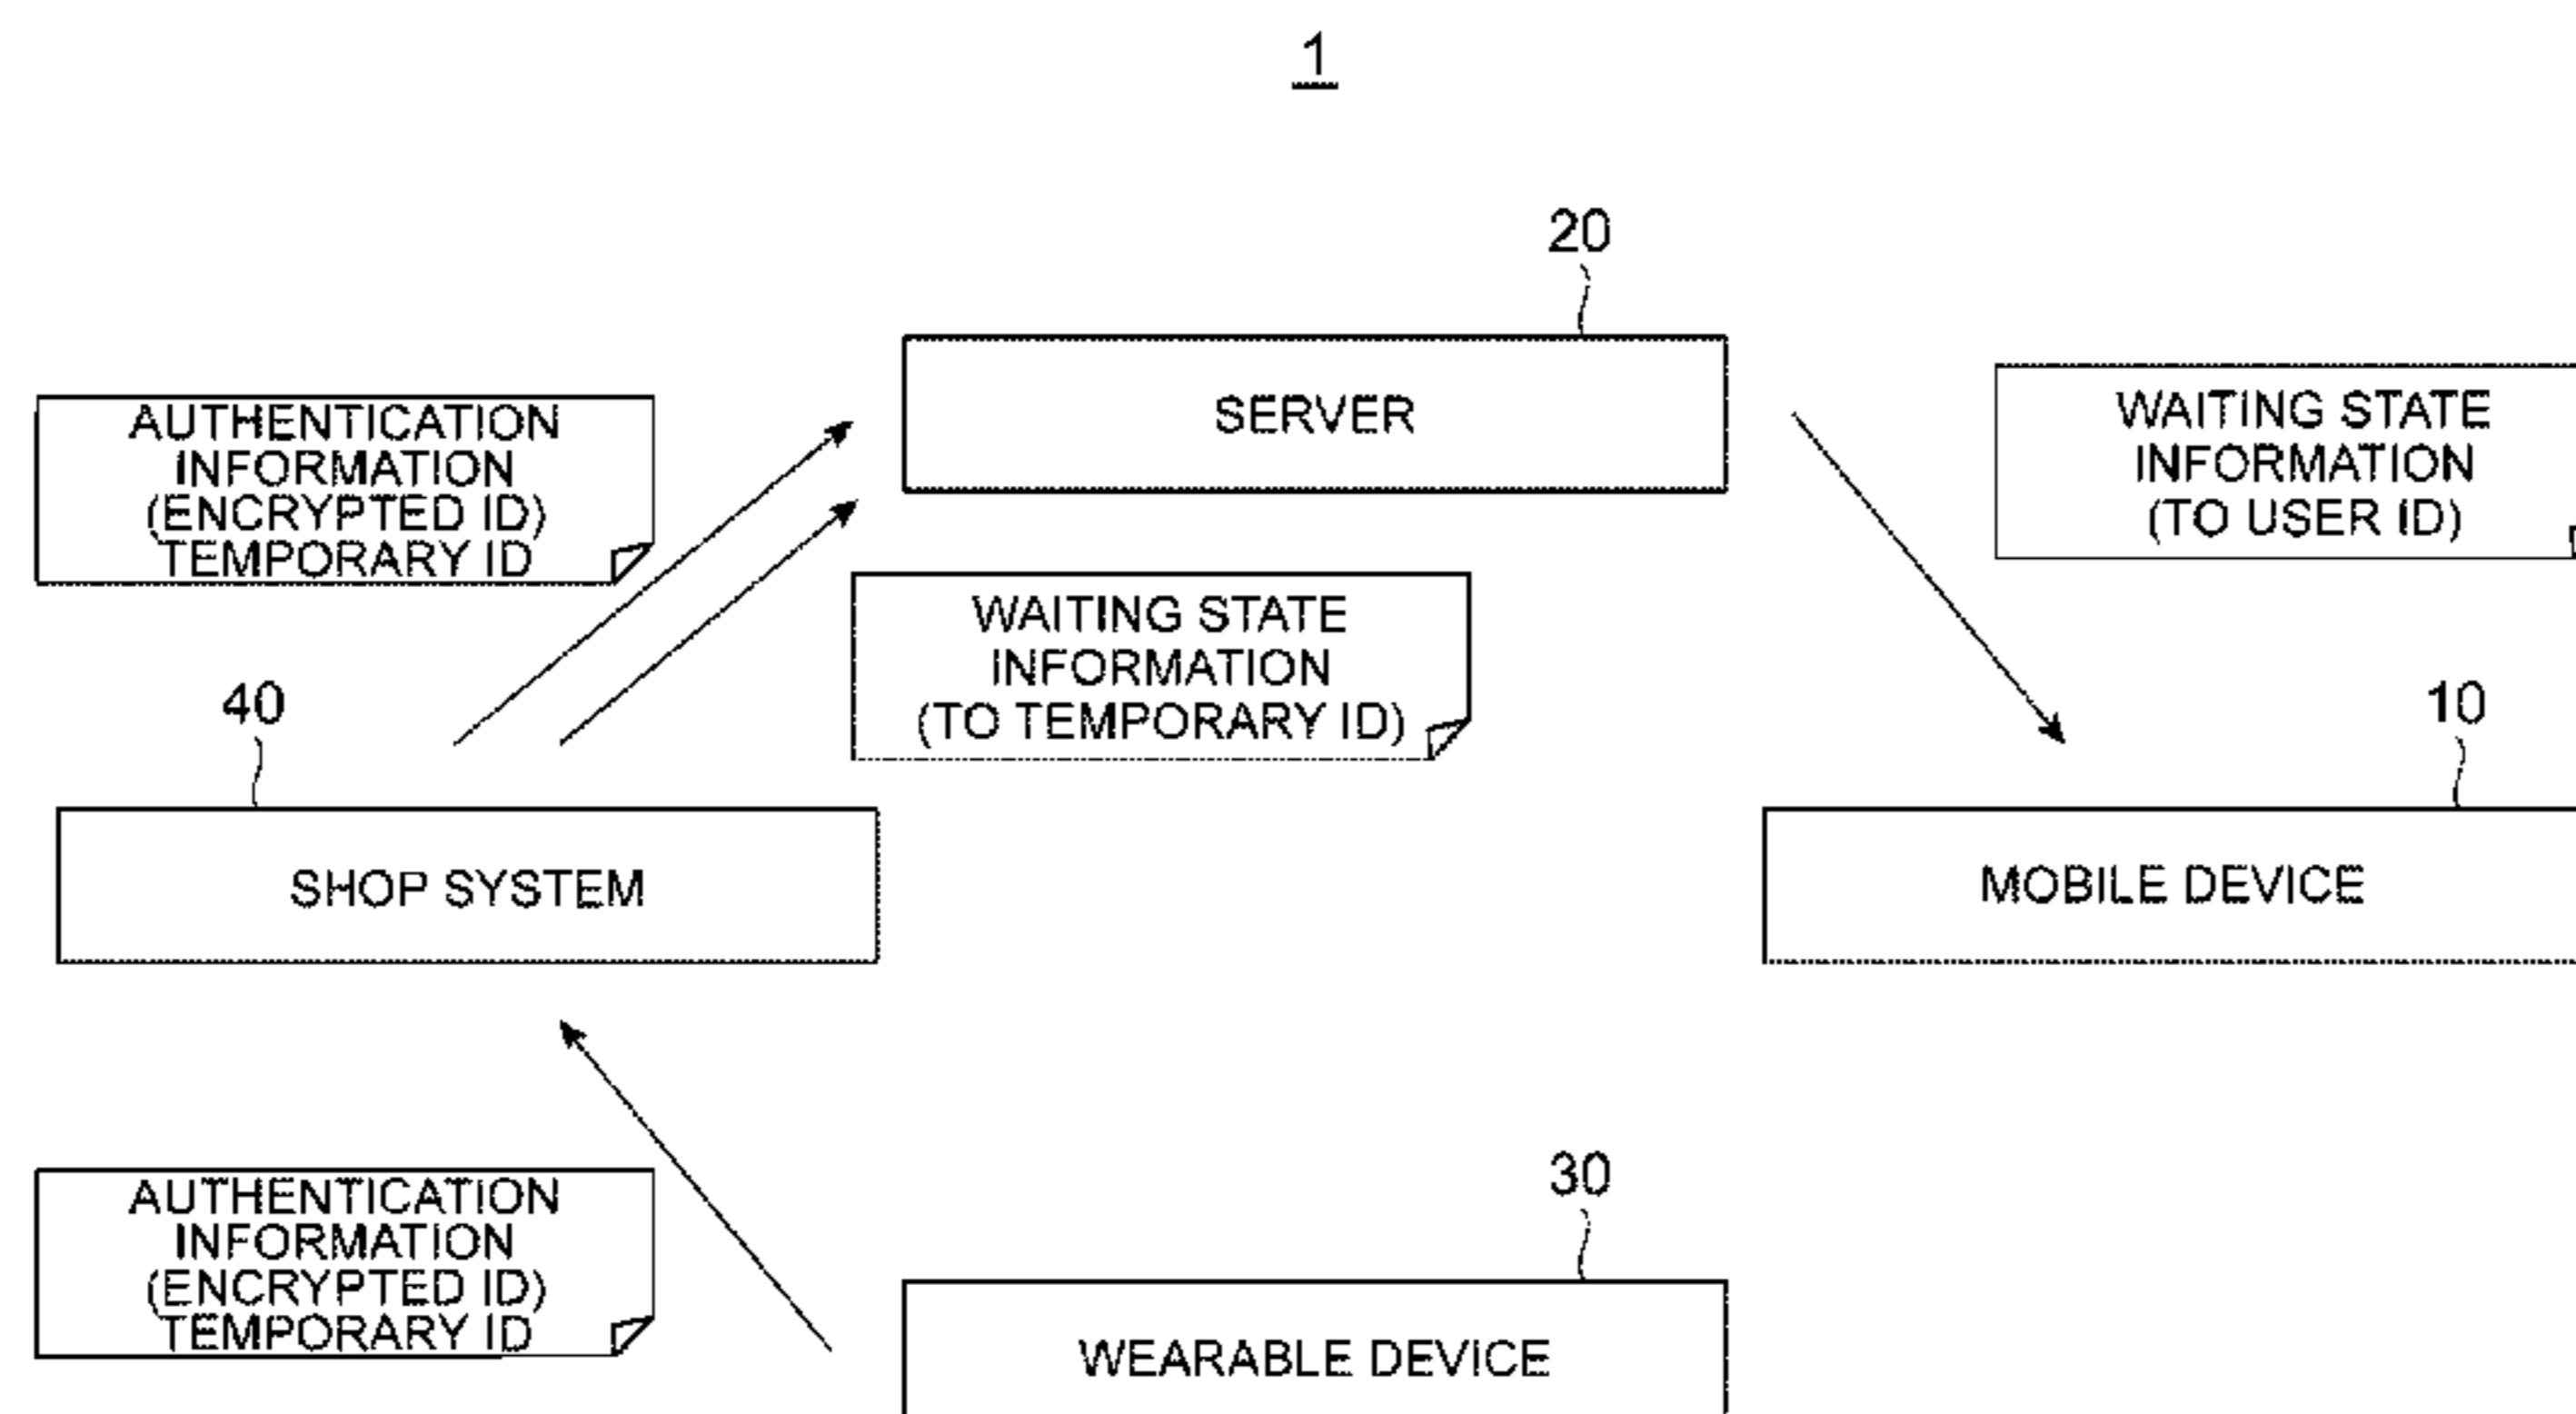 1
20
SERVER
AUTHENTICATION
INFORMATION
(ENCRYPTED ID)
TEMPORARY ID
WAITING STATE
INFORMATION
(TO USER ID)
WAITING STATE
INFORMATION
(TO TEMPORARY ID)
40
SHOP SYSTEM
10
MOBILE DEVICE
AUTHENTICATION
INFORMATION
(ENCRYPTED ID)
TEMPORARY ID
30
WEARABLE DEVICE